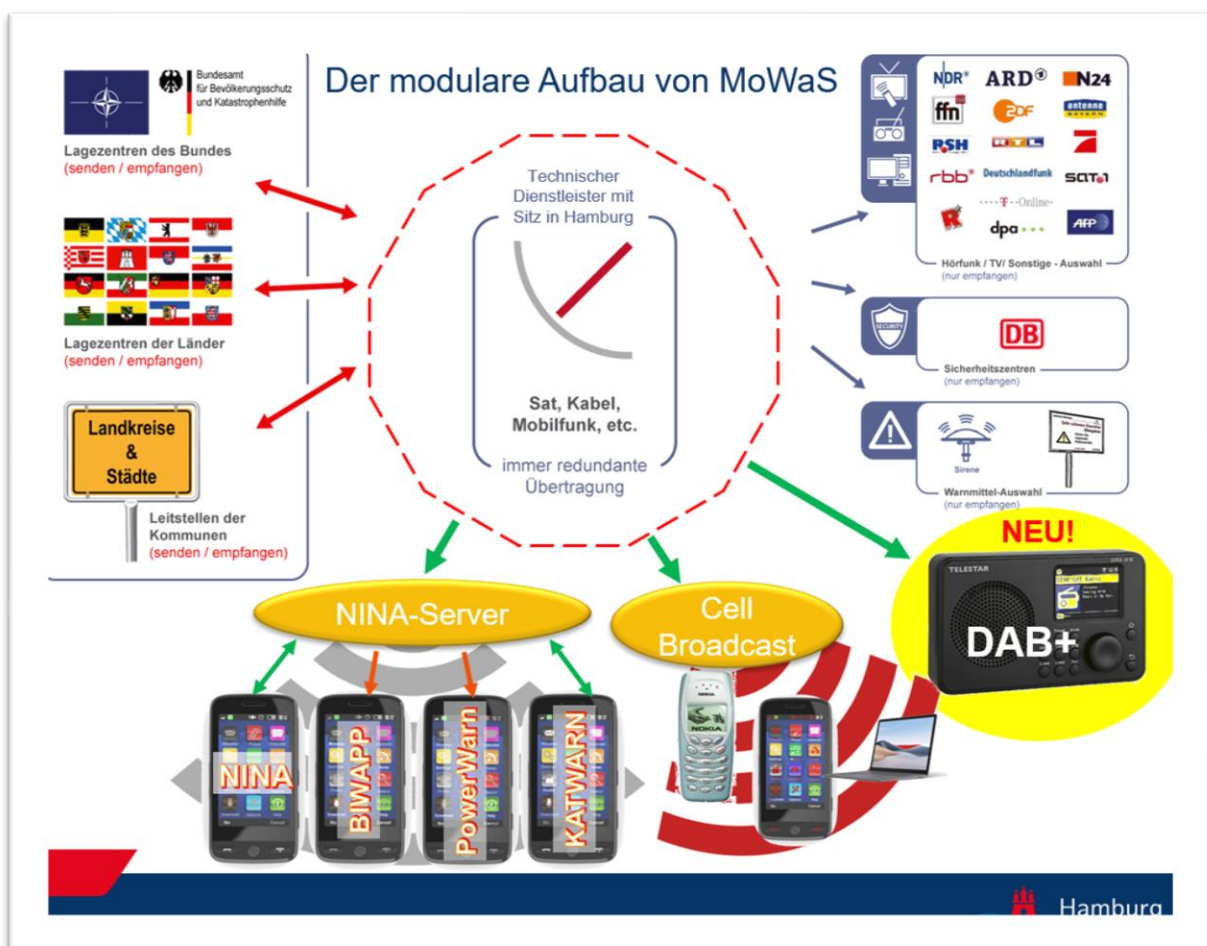 Der modulare Aufbau von MoWaS
Bundesamt
für Bevölkerungsschutz
und Katastrophenhilfe
Lagezentren des Bundes
(senden / empfangen)
Lagezentren der Länder
(senden / empfangen)
Landkreise
&
Städte
Leitstellen der
Kommunen
(senden / empfangen)
Technischer
Dienstleister mit
Sitz in Hamburg
Sat, Kabel,
Mobilfunk, etc.
immer redundante
Übertragung
NDR ARD N24
ffn ZDF antenne
BAYERN
RSH RTL
rbb Deutschlandfunk SAT.1
R. ····T··Online·
dpa AFP
Hörfunk / TV/ Sonstige - Auswahl
(nur empfangen)
SECURITY
DB
Sicherheitszentren
(nur empfangen)
Sirene
Warnmittel-Auswahl
(nur empfangen)
NEU!
TELESTAR
DAB+
NINA-Server
Cell
Broadcast
NINA
BIWAPP
PowerWarn
KATWARN
NOKIA
NOKIA
Hamburg